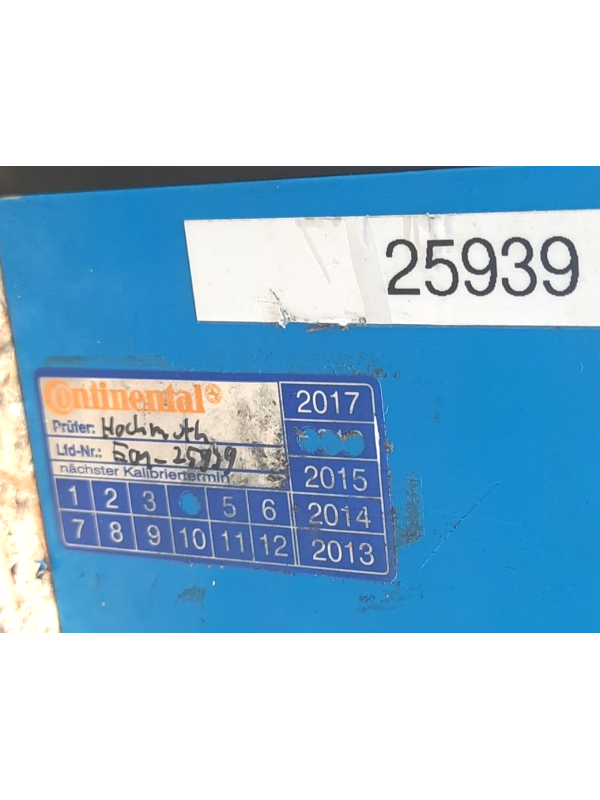 25939
Continental
2017
Prüfer: Hochmuth
Lfd-Nr.: Eon-25939
2015
nächster Kalibriertermin
1 2 3 5 6 2014
7 8 9 10 11 12 2013